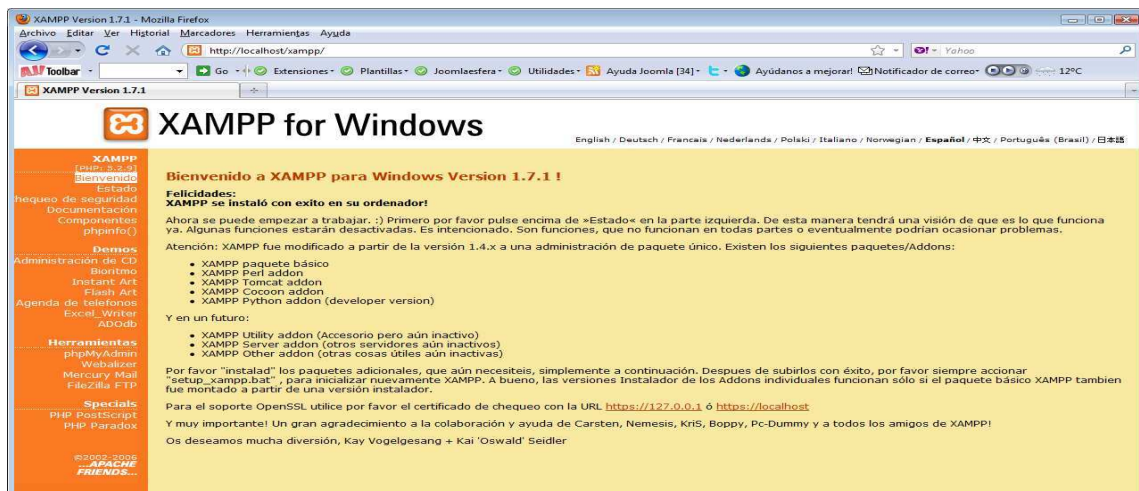 XAMPP Version 1.7.1 - Mozilla Firefox
Archivo Editar Ver Historial Marcadores Herramientas Ayuda
http://localhost/xampp/
Yahoo
Toolbar Go Extensiones Plantillas Joomlaesfera Utilidades Ayuda Joomla [34] Ayúdanos a mejorar! Notificador de correo 12°C
XAMPP Version 1.7.1
XAMPP for Windows
English / Deutsch / Francais / Nederlands / Polski / Italiano / Norwegian / Español / 中文 / Português (Brasil) / 日本語
XAMPP
[PHP: 5.2.9]
Bienvenido
Estado
hequeo de seguridad
Documentación
Componentes
phpinfo()
Demos
Administración de CD
Bioritmo
Instant Art
Flash Art
Agenda de telefonos
Excel_Writer
ADOdb
Herramientas
phpMyAdmin
Webalizer
Mercury Mail
FileZilla FTP
Specials
PHP PostScript
PHP Paradox
©2002-2006
...APACHE
FRIENDS...
Bienvenido a XAMPP para Windows Version 1.7.1 !
Felicidades:
XAMPP se instaló con exito en su ordenador!
Ahora se puede empezar a trabajar. :) Primero por favor pulse encima de »Estado« en la parte izquierda. De esta manera tendrá una visión de que es lo que funciona
ya. Algunas funciones estarán desactivadas. Es intencionado. Son funciones, que no funcionan en todas partes o eventualmente podrían ocasionar problemas.
Atención: XAMPP fue modificado a partir de la versión 1.4.x a una administración de paquete único. Existen los siguientes paquetes/Addons:
• XAMPP paquete básico
• XAMPP Perl addon
• XAMPP Tomcat addon
• XAMPP Cocoon addon
• XAMPP Python addon (developer version)
Y en un futuro:
• XAMPP Utility addon (Accesorio pero aún inactivo)
• XAMPP Server addon (otros servidores aún inactivos)
• XAMPP Other addon (otras cosas útiles aún inactivas)
Por favor "instalad" los paquetes adicionales, que aún necesiteis, simplemente a continuación. Despues de subirlos con éxito, por favor siempre accionar
"setup_xampp.bat" , para inicializar nuevamente XAMPP. A bueno, las versiones Instalador de los Addons individuales funcionan sólo si el paquete básico XAMPP tambien
fue montado a partir de una versión instalador.
Para el soporte OpenSSL utilice por favor el certificado de chequeo con la URL https://127.0.0.1 ó https://localhost
Y muy importante! Un gran agradecimiento a la colaboración y ayuda de Carsten, Nemesis, KriS, Boppy, Pc-Dummy y a todos los amigos de XAMPP!
Os deseamos mucha diversión, Kay Vogelgesang + Kai 'Oswald' Seidler